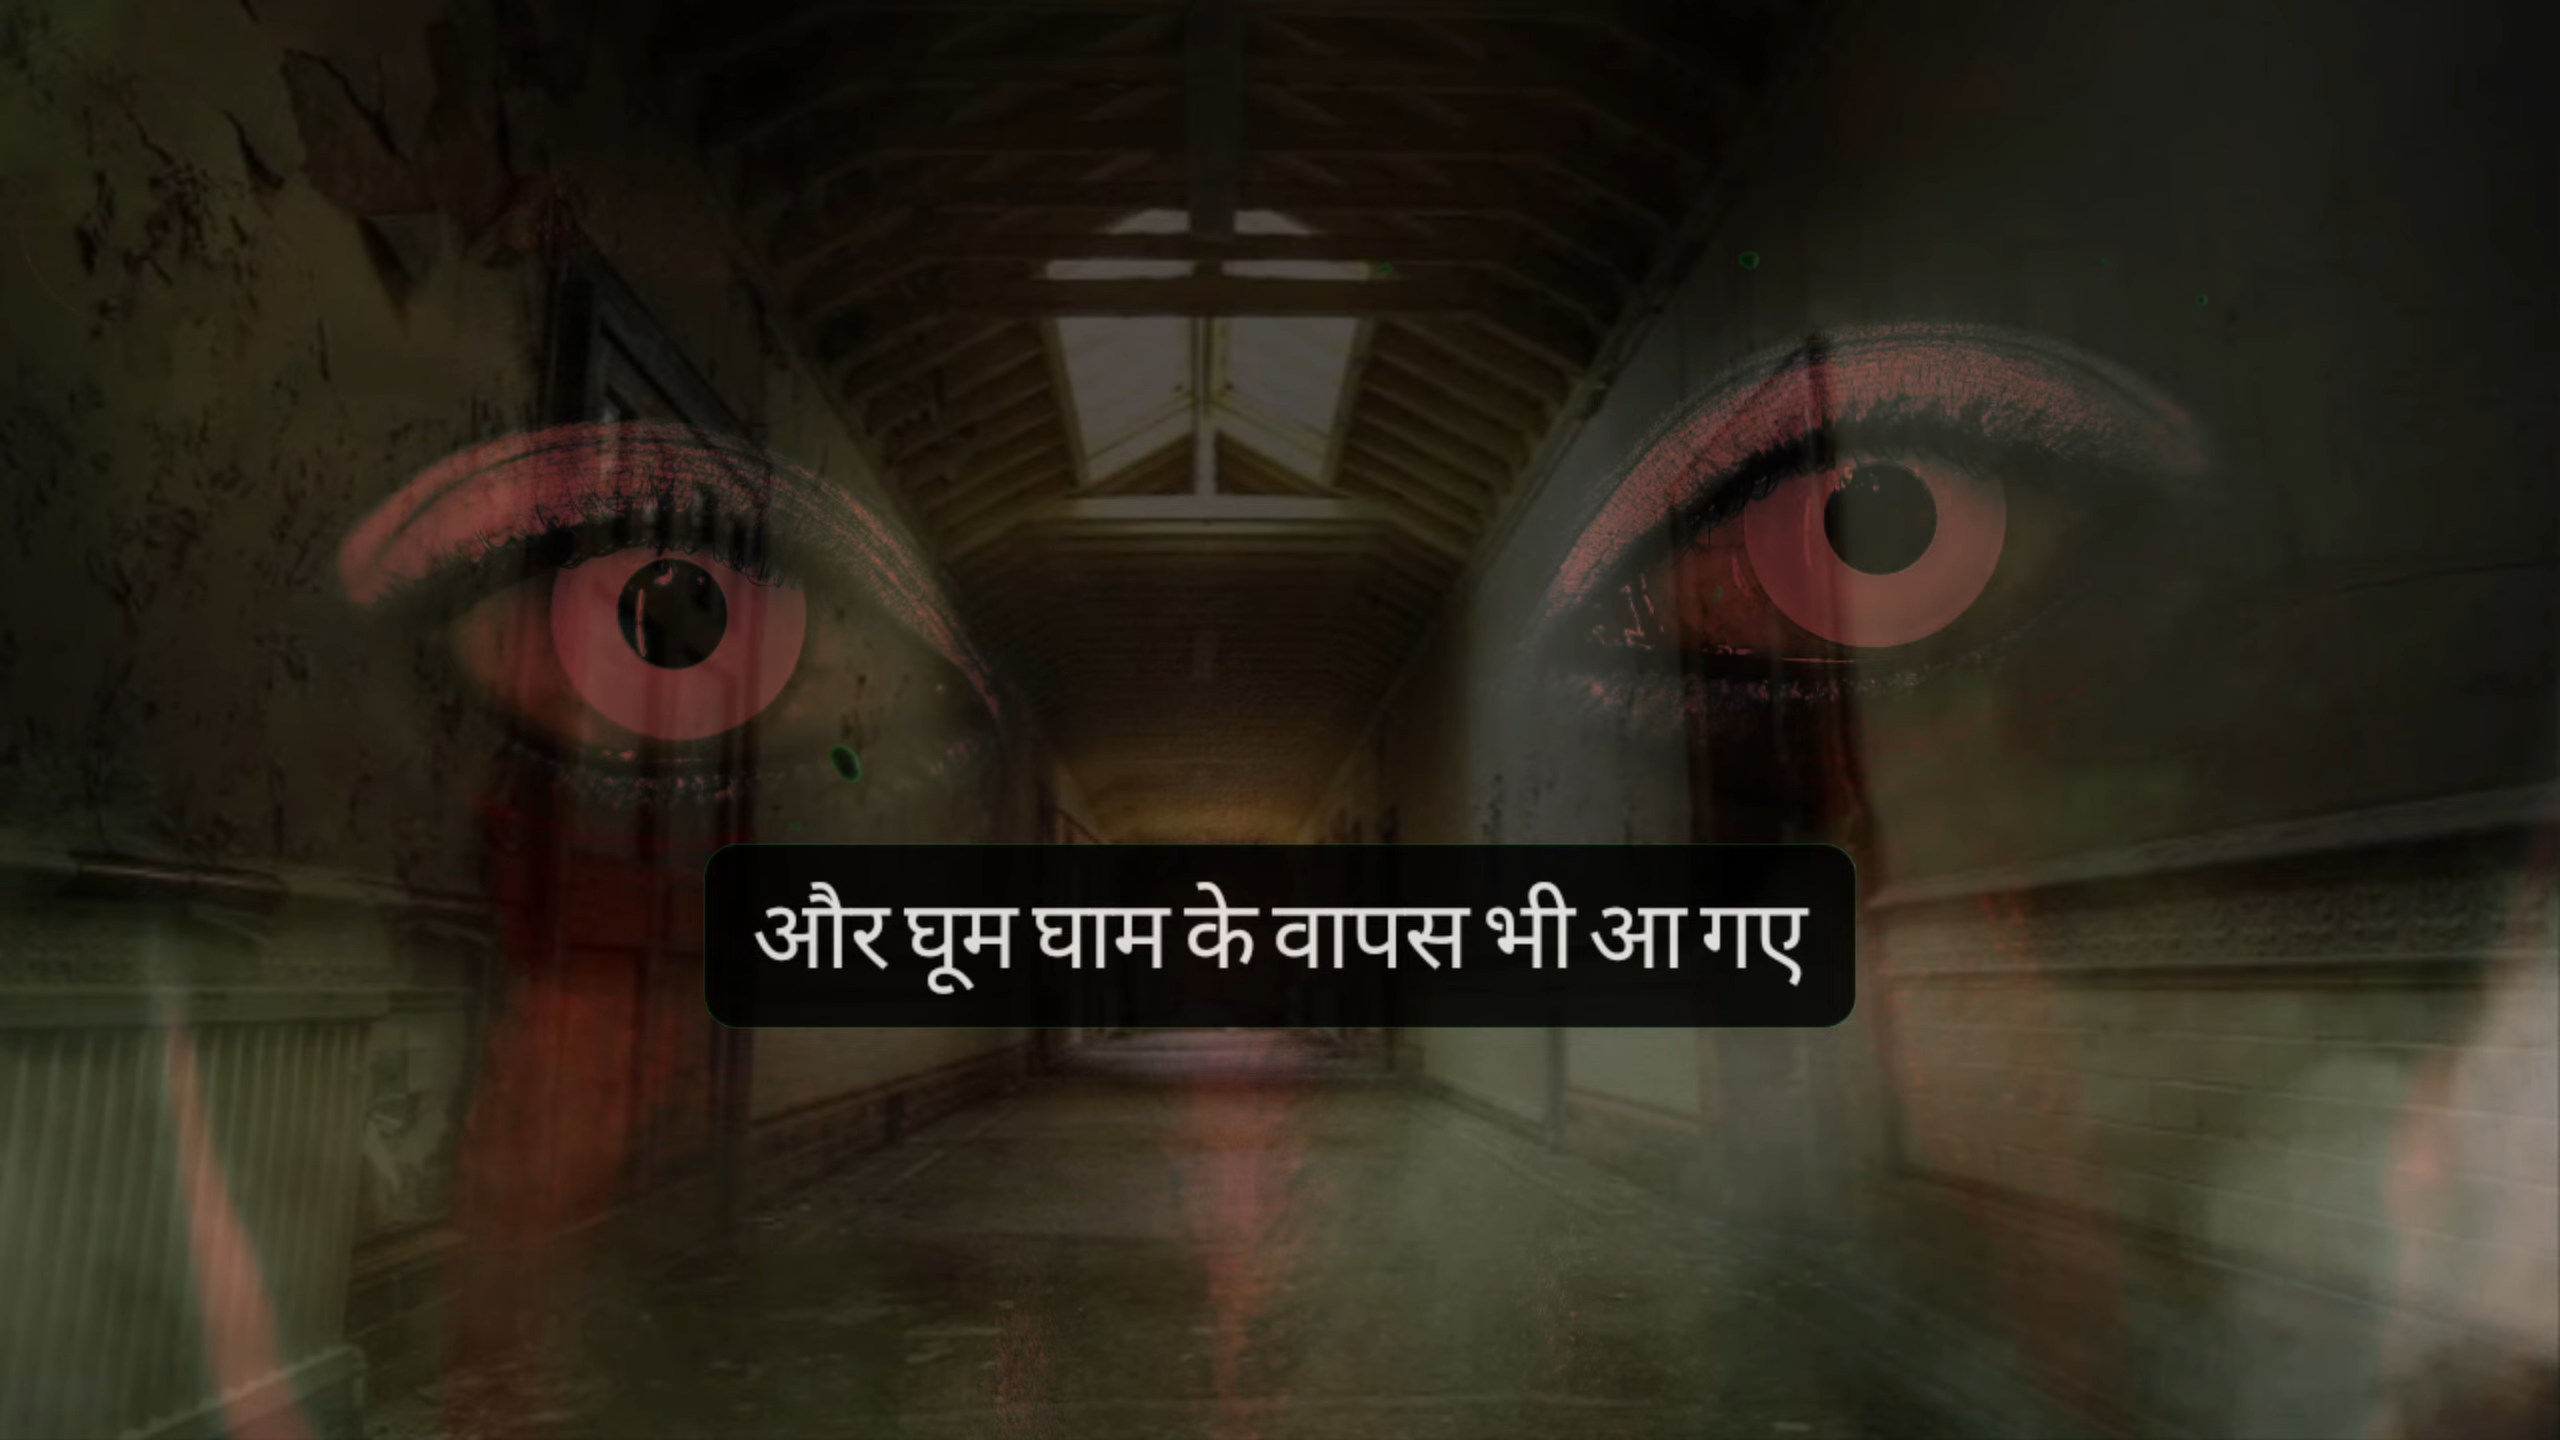 और घूम घाम के वापस भी आ गए